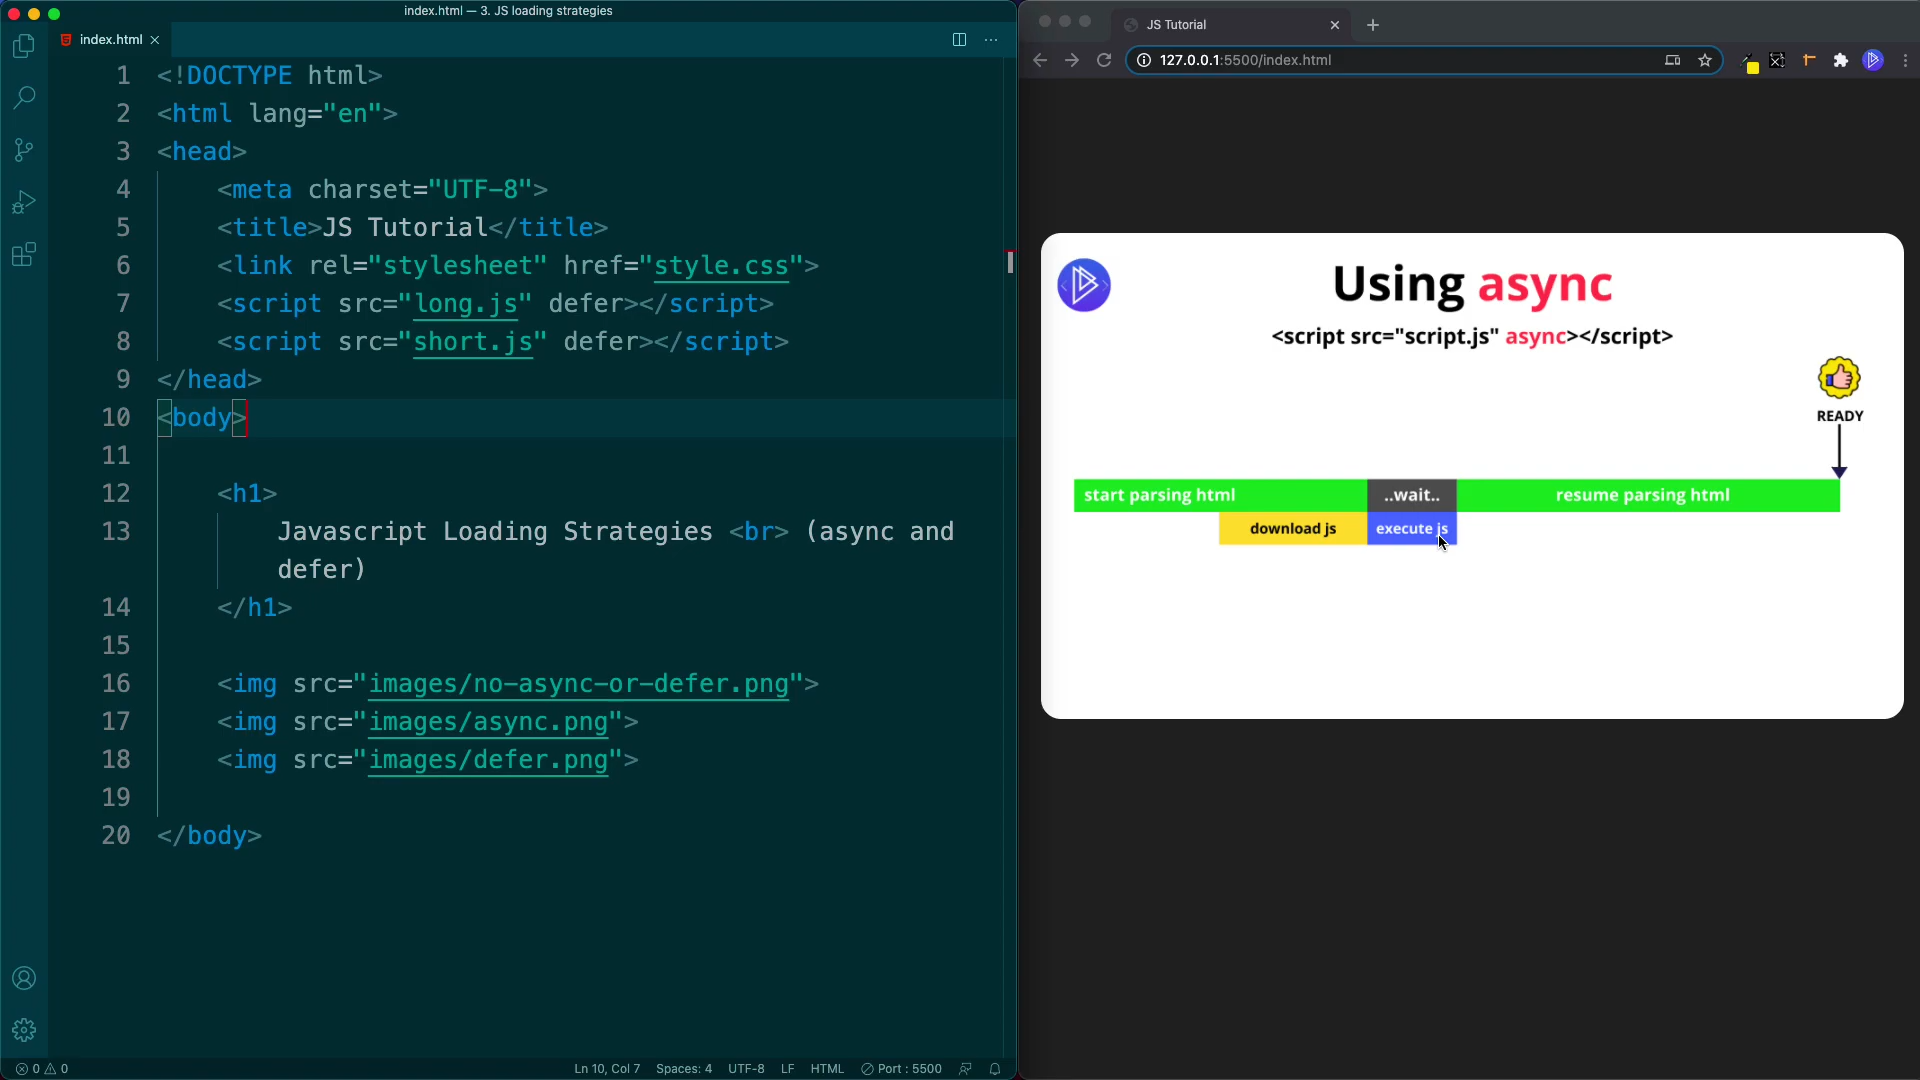 index.html — 3. JS loading strategies
index.html
1 <!DOCTYPE html>
2 <html lang="en">
3 <head>
4 <meta charset="UTF-8">
5 <title>JS Tutorial</title>
6 <link rel="stylesheet" href="style.css">
7 <script src="long.js" defer></script>
8 <script src="short.js" defer></script>
9 </head>
10 <body>
11
12 <h1>
13 Javascript Loading Strategies <br> (async and
defer)
14 </h1>
15
16 <img src="images/no-async-or-defer.png">
17 <img src="images/async.png">
18 <img src="images/defer.png">
19
20 </body>
0 0
Ln 10, Col 7 Spaces: 4 UTF-8 LF HTML Port : 5500
JS Tutorial
127.0.0.1:5500/index.html
Using async
<script src="script.js" async></script>
READY
start parsing html ..wait.. resume parsing html
download js execute js